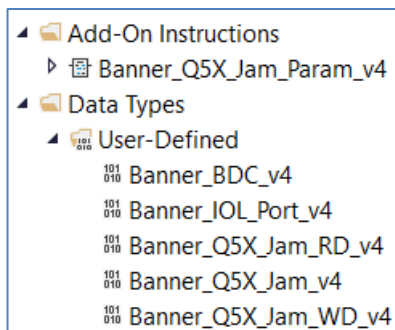 Add-On Instructions
Banner_Q5X_Jam_Param_v4
Data Types
User-Defined
Banner_BDC_v4
Banner_IOL_Port_v4
Banner_Q5X_Jam_RD_v4
Banner_Q5X_Jam_v4
Banner_Q5X_Jam_WD_v4